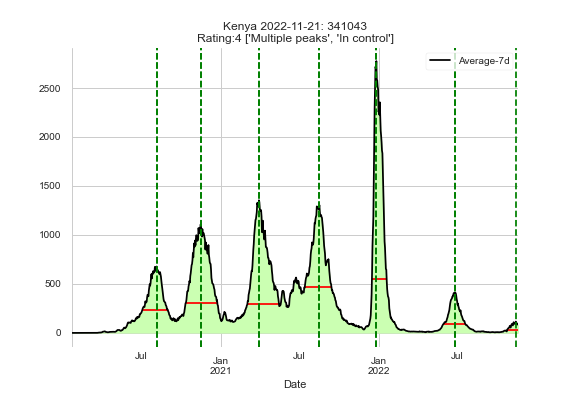 Kenya 2022-11-21: 341043
Rating:4 ['Multiple peaks', 'In control']
Average-7d
2500
2000
1500
1000
500
0
Jul
Jan
2021
Jul
Jan
2022
Jul
Date